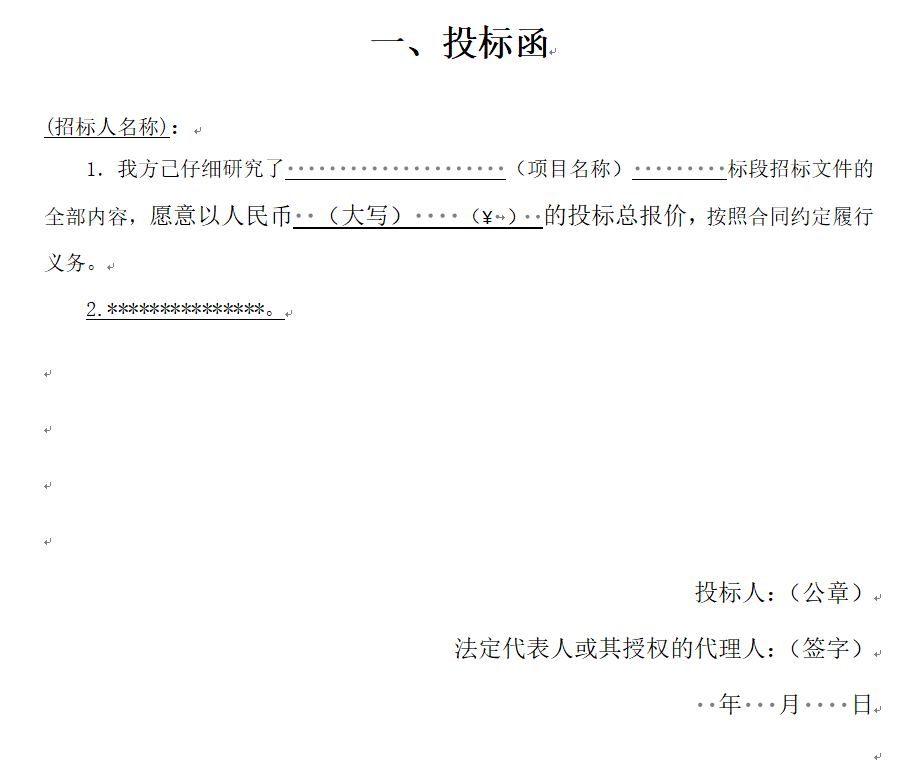 一、投标函
(招标人名称)：
1．我方己仔细研究了·····················（项目名称）·········标段招标文件的
全部内容，愿意以人民币··（大写）····（¥）··的投标总报价，按照合同约定履行
义务。
2.***************。
投标人：（公章）
法定代表人或其授权的代理人：（签字）
··年···月····日